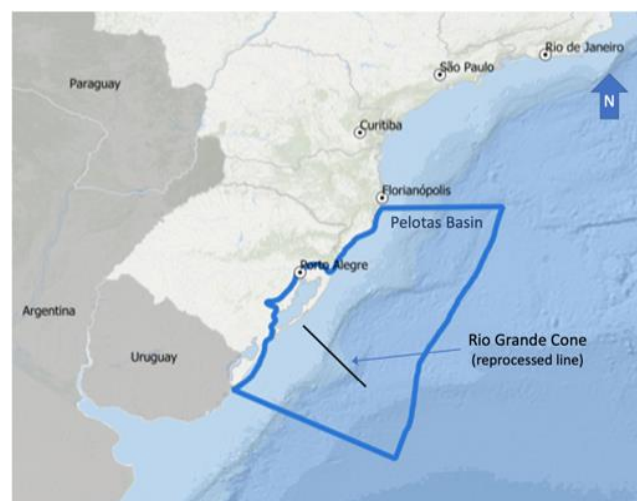 Rio de Janeiro
São Paulo
Paraguay
N
Curitiba
Florianópolis
Pelotas Basin
Porto Alegre
Argentina
Uruguay
Rio Grande Cone
(reprocessed line)